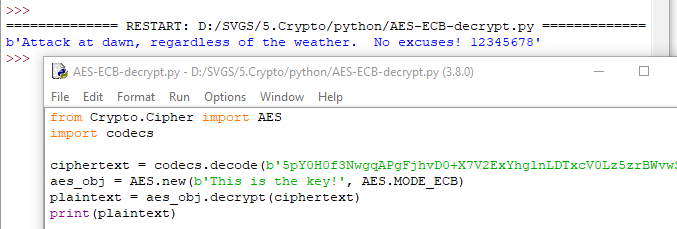 >>>
============== RESTART: D:/SVGS/5.Crypto/python/AES-ECB-decrypt.py =============
b'Attack at dawn, regardless of the weather.  No excuses! 12345678'
>>>
AES-ECB-decrypt.py - D:/SVGS/5.Crypto/python/AES-ECB-decrypt.py (3.8.0)
File Edit Format Run Options Window Help
from Crypto.Cipher import AES
import codecs
ciphertext = codecs.decode(b'5pY0H0f3NwgqAPgFjhvD0+X7V2ExYhglnLDTxcV0Lz5zrBWvwS
aes_obj = AES.new(b'This is the key!', AES.MODE_ECB)
plaintext = aes_obj.decrypt(ciphertext)
print(plaintext)